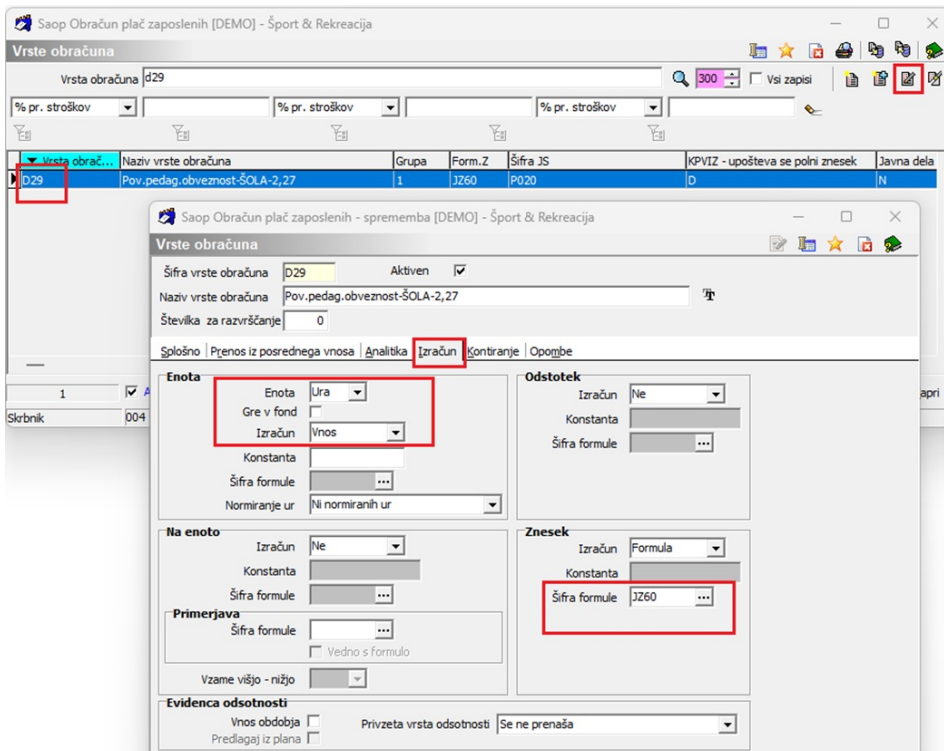 Saop Obračun plač zaposlenih [DEMO] - Šport & Rekreacija
Vrste obračuna
Vrsta obračuna d29 300 Vsi zapisi
% pr. stroškov % pr. stroškov % pr. stroškov
Vrsta obrač... Naziv vrste obračuna Grupa Form.Z Šifra JS KPVIZ - upošteva se polni znesek Javna dela
D29 Pov.pedag.obveznost-ŠOLA-2,27 1 JZ60 P020 D N
Saop Obračun plač zaposlenih - sprememba [DEMO] - Šport & Rekreacija
Vrste obračuna
Šifra vrste obračuna D29 Aktiven
Naziv vrste obračuna Pov.pedag.obveznost-ŠOLA-2,27
Številka za razvrščanje 0
Splošno Prenos iz posrednega vnosa Analitika Izračun Kontiranje Opombe
1 A apri
Skrbnik 004
Enota Odstotek
Enota Ura Izračun Ne
Gre v fond Konstanta
Izračun Vnos Šifra formule ...
Konstanta
Šifra formule ...
Normiranje ur Ni normiranih ur
Na enoto Znesek
Izračun Ne Izračun Formula
Konstanta Konstanta
Šifra formule ... Šifra formule JZ60 ...
Primerjava
Šifra formule ...
Vedno s formulo
Vzame višjo - nižjo
Evidenca odsotnosti
Vnos obdobja Privzeta vrsta odsotnosti Se ne prenaša
Predlagaj iz plana